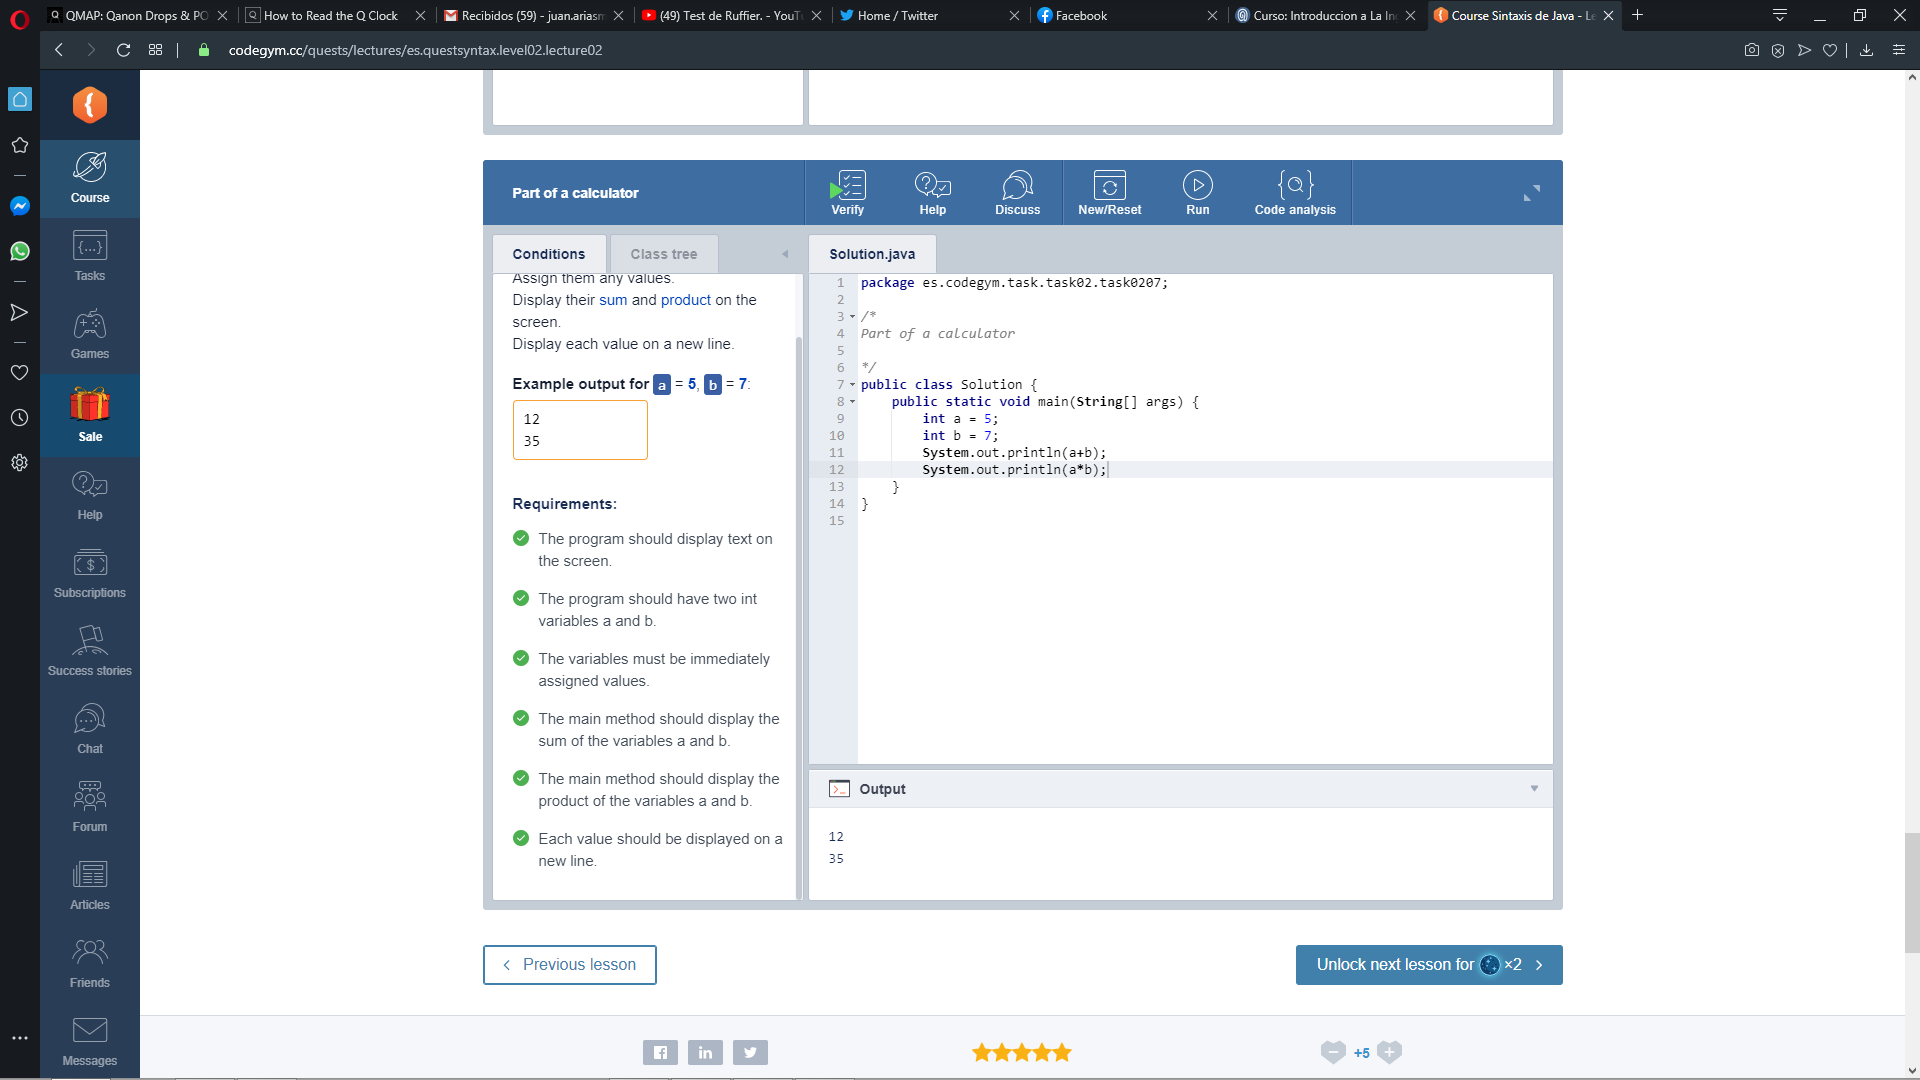 QMAP: Qanon Drops & PO
How to Read the Q Clock
Recibidos (59) - juan.ariasm
(49) Test de Ruffier. - YouT
Home / Twitter
Facebook
Curso: Introduccion a La In
Course Sintaxis de Java - Le
codegym.cc/quests/lectures/es.questsyntax.level02.lecture02
Course
Tasks
Games
Sale
Help
Subscriptions
Success stories
Chat
Forum
Articles
Friends
Messages
Part of a calculator
Verify
Help
Discuss
New/Reset
Run
Code analysis
Conditions
Class tree
Assign them any values.
Display their sum and product on the
screen.
Display each value on a new line.
Example output for a = 5, b = 7:
12
35
Requirements:
The program should display text on
the screen.
The program should have two int
variables a and b.
The variables must be immediately
assigned values.
The main method should display the
sum of the variables a and b.
The main method should display the
product of the variables a and b.
Each value should be displayed on a
new line.
Solution.java
1 package es.codegym.task.task02.task0207;
2
3 /*
4 Part of a calculator
5
6 */
7 public class Solution {
8 public static void main(String[] args) {
9 int a = 5;
10 int b = 7;
11 System.out.println(a+b);
12 System.out.println(a*b);
13 }
14 }
15
Output
12
35
Previous lesson
Unlock next lesson for ×2
+5